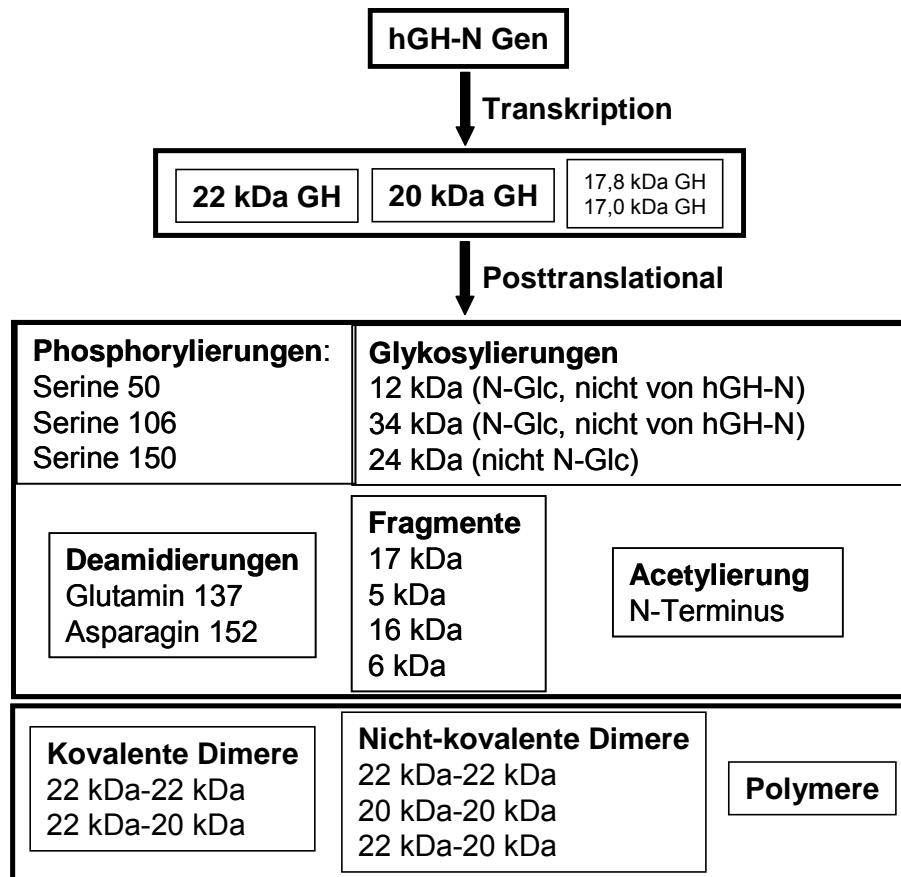 hGH-N Gen
Transkription
22 kDa GH
20 kDa GH
17,8 kDa GH
17,0 kDa GH
Posttranslational
Phosphorylierungen:
Serine 50
Serine 106
Serine 150
Glykosylierungen
12 kDa (N-Glc, nicht von hGH-N)
34 kDa (N-Glc, nicht von hGH-N)
24 kDa (nicht N-Glc)
Deamidierungen
Glutamin 137
Asparagin 152
Fragmente
17 kDa
5 kDa
16 kDa
6 kDa
Acetylierung
N-Terminus
Kovalente Dimere
22 kDa-22 kDa
22 kDa-20 kDa
Nicht-kovalente Dimere
22 kDa-22 kDa
20 kDa-20 kDa
22 kDa-20 kDa
Polymere